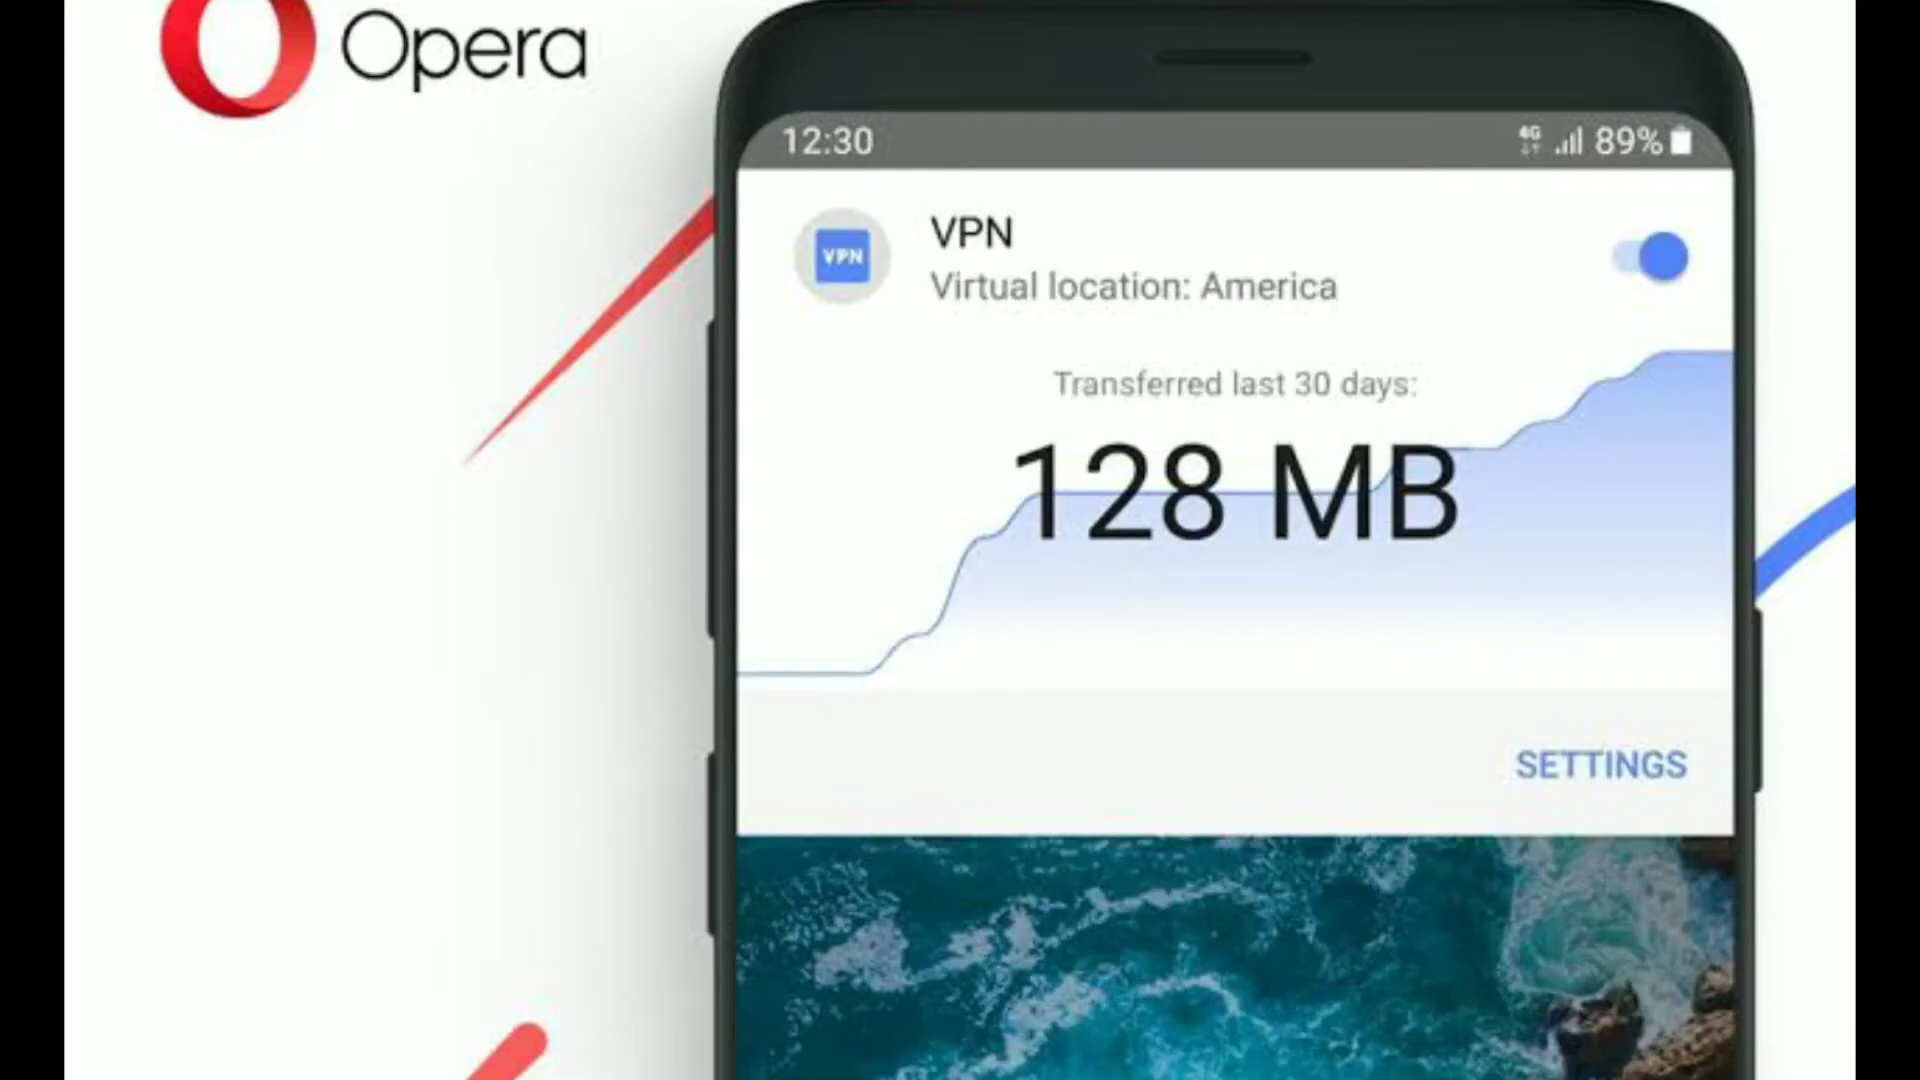 Opera
12:30
4G 89%
VPN
VPN
Virtual location: America
Transferred last 30 days:
128 MB
SETTINGS